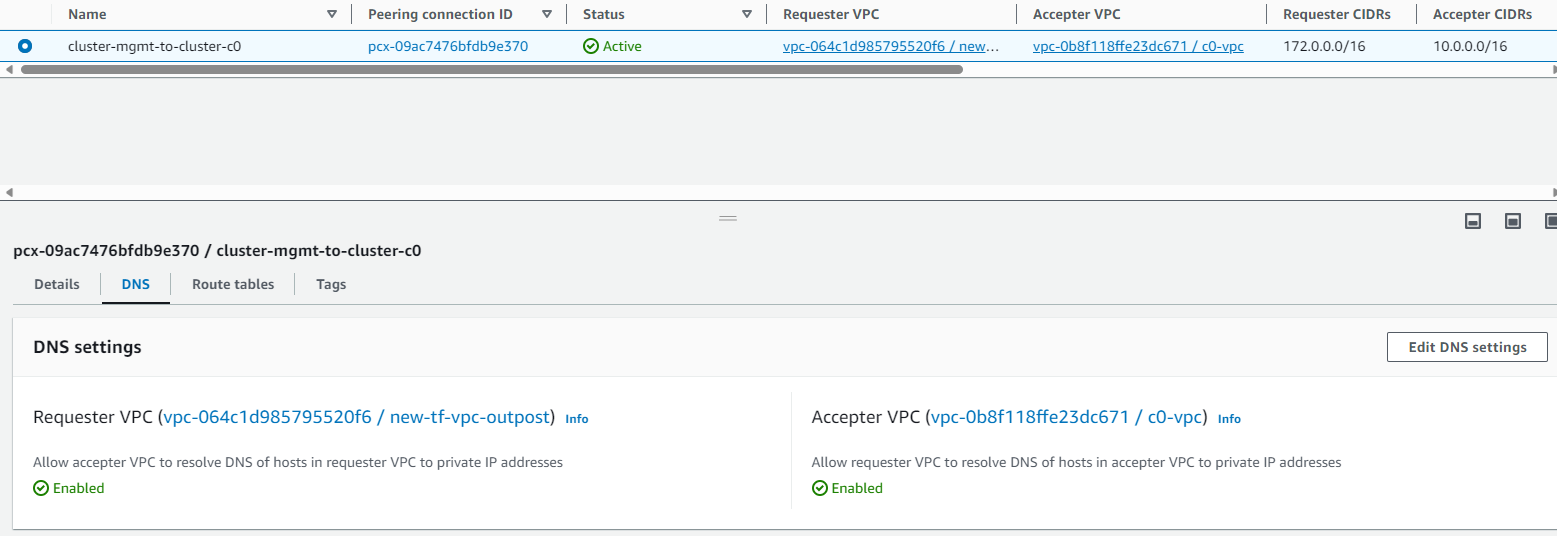 Name Peering connection ID Status Requester VPC Accepter VPC Requester CIDRs Accepter CIDRs
cluster-mgmt-to-cluster-c0 pcx-09ac7476bfdb9e370 Active vpc-064c1d985795520f6 / new... vpc-0b8f118ffe23dc671 / c0-vpc 172.0.0.0/16 10.0.0.0/16
pcx-09ac7476bfdb9e370 / cluster-mgmt-to-cluster-c0
Details DNS Route tables Tags
DNS settings Edit DNS settings
Requester VPC (vpc-064c1d985795520f6 / new-tf-vpc-outpost) Info Accepter VPC (vpc-0b8f118ffe23dc671 / c0-vpc) Info
Allow accepter VPC to resolve DNS of hosts in requester VPC to private IP addresses Allow requester VPC to resolve DNS of hosts in accepter VPC to private IP addresses
Enabled Enabled